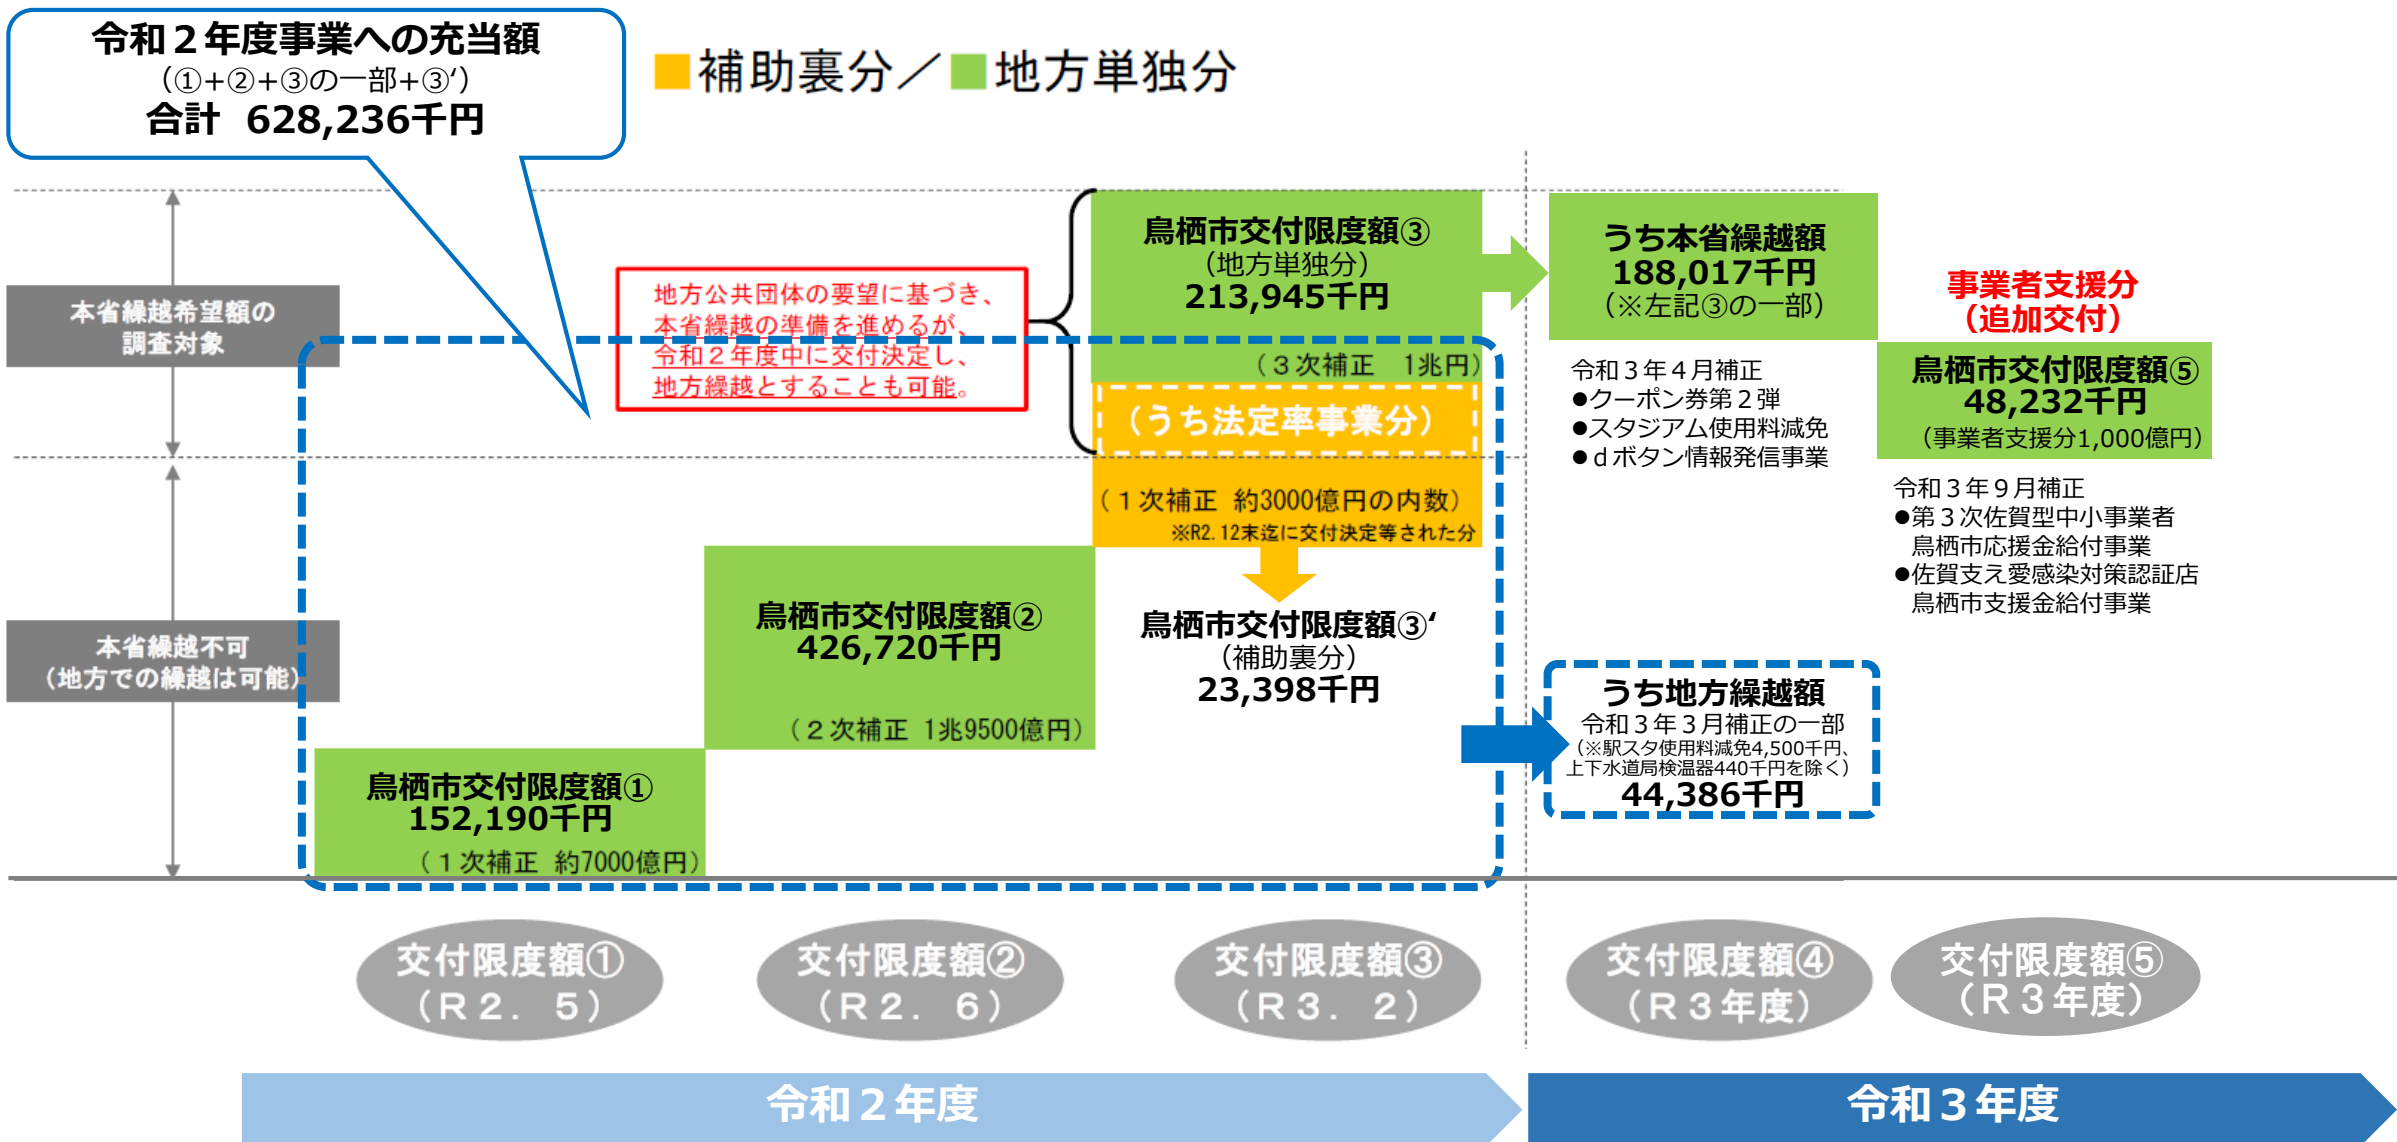 令和２年度事業への充当額
（①+②+③の一部+③‘）
合計 628,236千円
■補助裏分／■地方単独分
本省繰越希望額の
調査対象
本省繰越不可
（地方での繰越は可能）
地方公共団体の要望に基づき、
本省繰越の準備を進めるが、
令和２年度中に交付決定し、
地方繰越とすることも可能。
鳥栖市交付限度額①
152,190千円
（１次補正 約7000億円）
鳥栖市交付限度額②
426,720千円
（２次補正 1兆9500億円）
鳥栖市交付限度額③
（地方単独分）
213,945千円
（３次補正 1兆円）
（うち法定率事業分）
（１次補正 約3000億円の内数）
※R2.12末迄に交付決定等された分
鳥栖市交付限度額③‘
（補助裏分）
23,398千円
うち本省繰越額
188,017千円
（※左記③の一部）
令和３年４月補正
●クーポン券第２弾
●スタジアム使用料減免
●ｄボタン情報発信事業
うち地方繰越額
令和３年３月補正の一部
（※駅スタ使用料減免4,500千円、
上下水道局検温器440千円を除く）
44,386千円
事業者支援分
（追加交付）
鳥栖市交付限度額⑤
48,232千円
（事業者支援分1,000億円）
令和３年９月補正
●第３次佐賀型中小事業者
鳥栖市応援金給付事業
●佐賀支え愛感染対策認証店
鳥栖市支援金給付事業
交付限度額①
（Ｒ２．５）
交付限度額②
（Ｒ２．６）
交付限度額③
（Ｒ３．２）
交付限度額④
（Ｒ３年度）
交付限度額⑤
（Ｒ３年度）
令和２年度
令和３年度